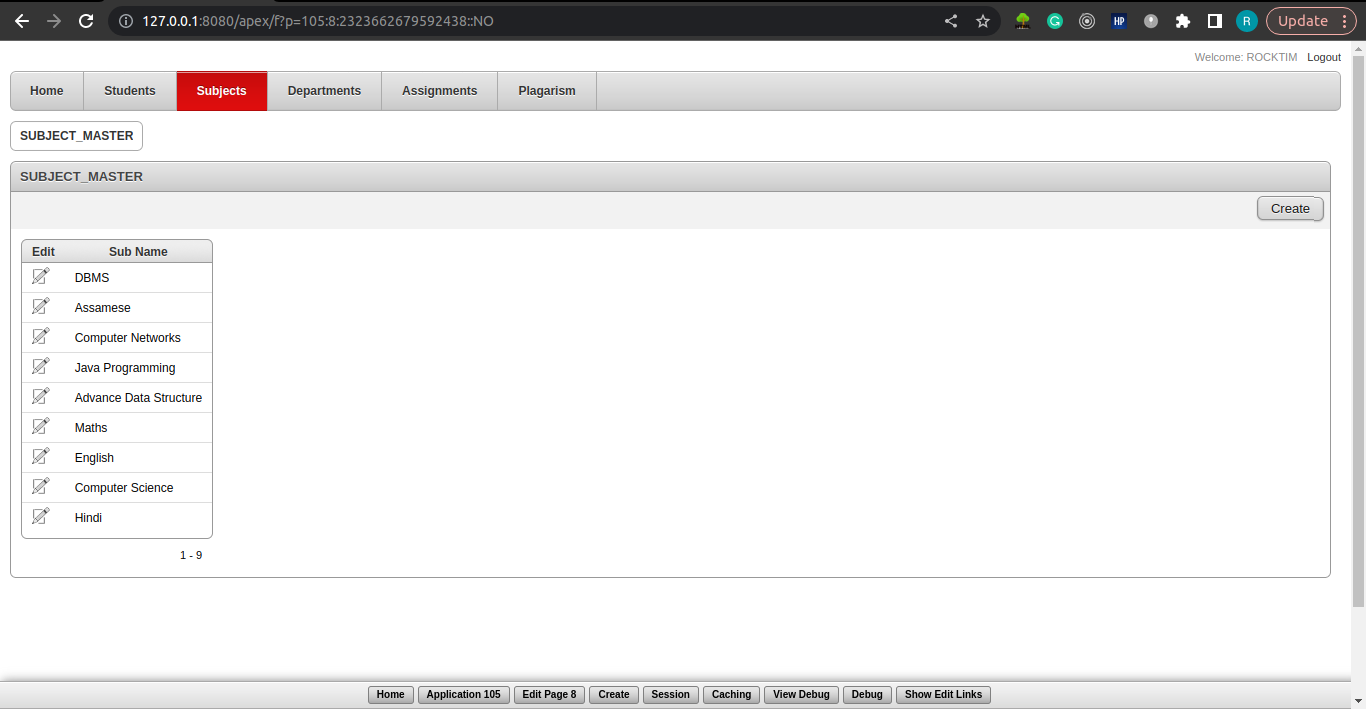 127.0.0.1:8080/apex/f?p=105:8:2323662679592438::NO
HP
R
Update
Welcome: ROCKTIM Logout
Home Students Subjects Departments Assignments Plagarism
SUBJECT_MASTER
SUBJECT_MASTER
Create
Edit Sub Name
DBMS
Assamese
Computer Networks
Java Programming
Advance Data Structure
Maths
English
Computer Science
Hindi
1 - 9
Home Application 105 Edit Page 8 Create Session Caching View Debug Debug Show Edit Links